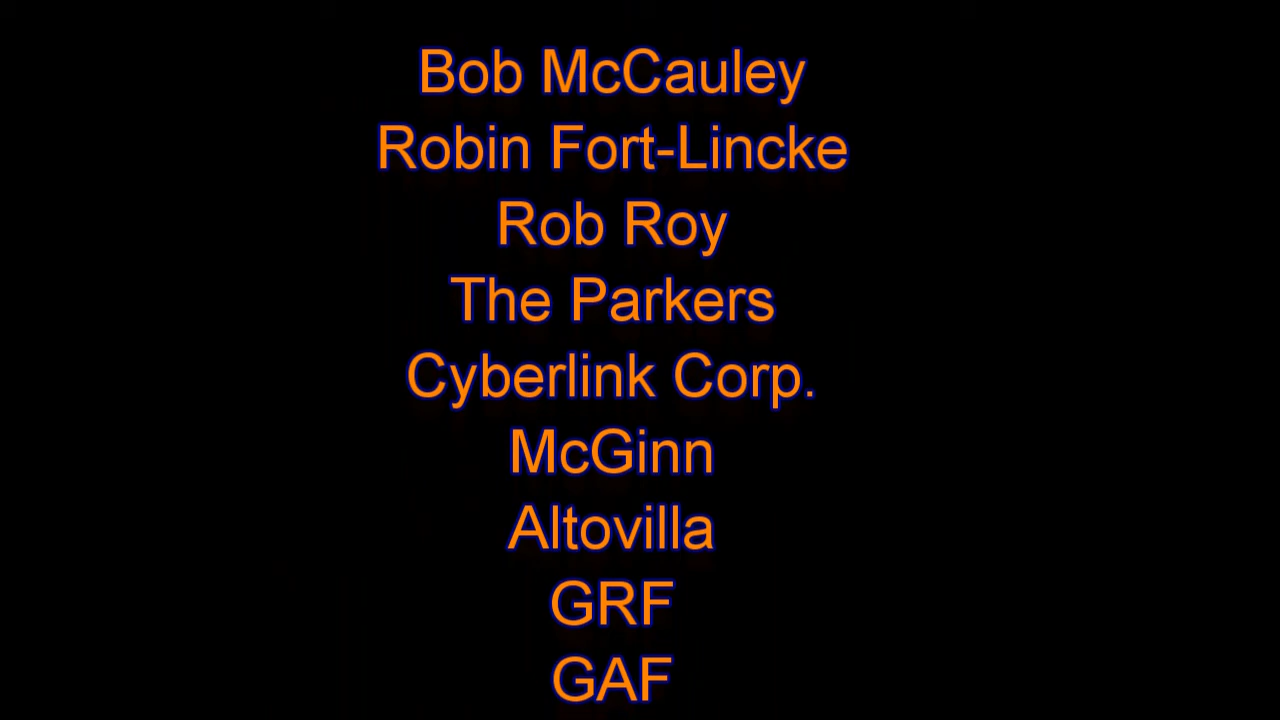 Bob McCauley
Robin Fort-Lincke
Rob Roy
The Parkers
Cyberlink Corp.
McGinn
Altovilla
GRF
GAF